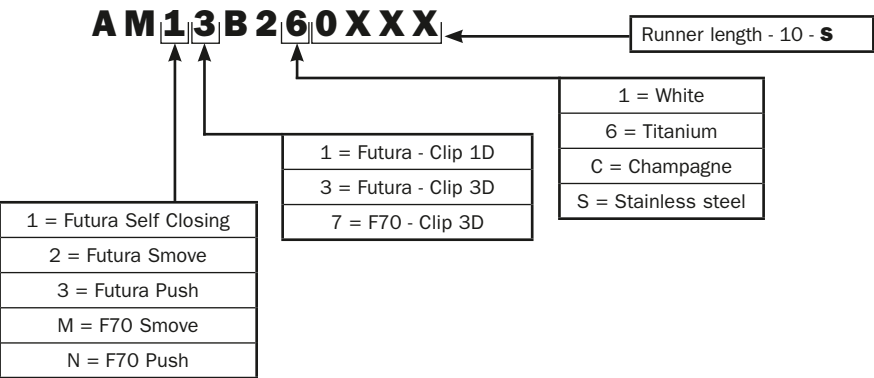 AM13B260XXX
Runner length - 10 - S
1 = White
6 = Titanium
C = Champagne
S = Stainless steel
1 = Futura - Clip 1D
3 = Futura - Clip 3D
7 = F70 - Clip 3D
1 = Futura Self Closing
2 = Futura Smove
3 = Futura Push
M = F70 Smove
N = F70 Push